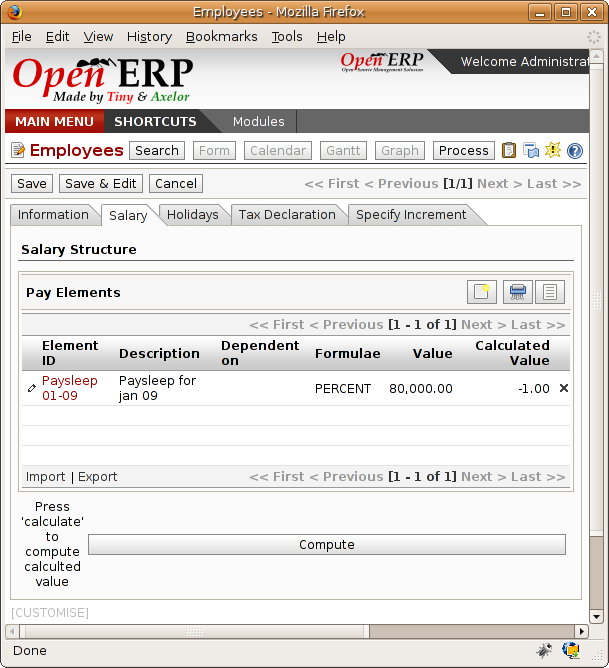 Employees - Mozilla Firefox
File Edit View History Bookmarks Tools Help
Open ERP
Made by Tiny & Axelor
Open ERP
Open Source Management Solution
Welcome Administra
MAIN MENU SHORTCUTS Modules
Employees Search Form Calendar Gantt Graph Process
Save Save & Edit Cancel << First < Previous [1/1] Next > Last >>
Information Salary Holidays Tax Declaration Specify Increment
Salary Structure
Pay Elements
<< First < Previous [1 - 1 of 1] Next > Last >>
Element ID Description Dependent on Formulae Value Calculated Value
Paysleep 01-09 Paysleep for jan 09 PERCENT 80,000.00 -1.00
Import | Export << First < Previous [1 - 1 of 1] Next > Last >>
Press
'calculate'
to
compute
calculted
value
Compute
[CUSTOMISE]
Done